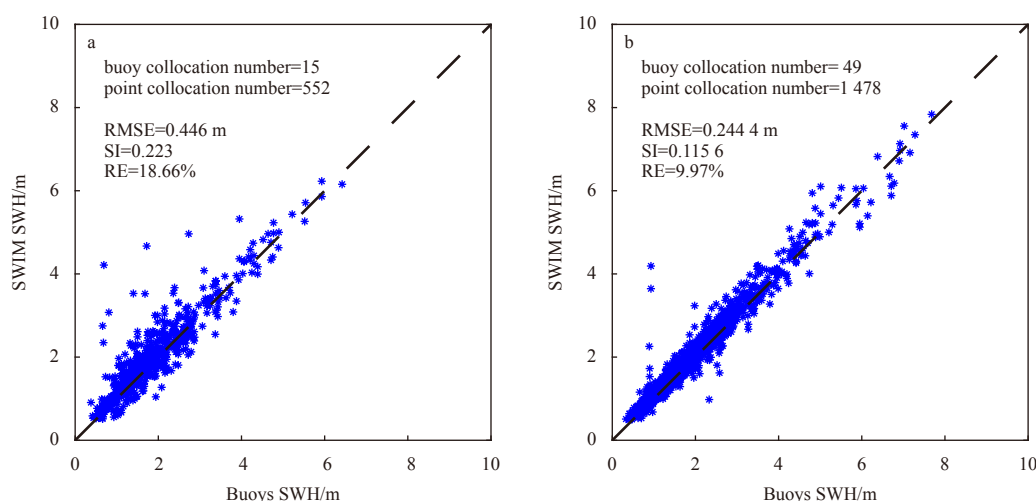 a
buoy collocation number=15
point collocation number=552
RMSE=0.446 m
SI=0.223
RE=18.66%
10
8
6
4
2
0
SWIM SWH/m
0 2 4 6 8 10
Buoys SWH/m
b
buoy collocation number= 49
point collocation number=1 478
RMSE=0.244 4 m
SI=0.115 6
RE=9.97%
10
8
6
4
2
0
SWIM SWH/m
0 2 4 6 8 10
Buoys SWH/m